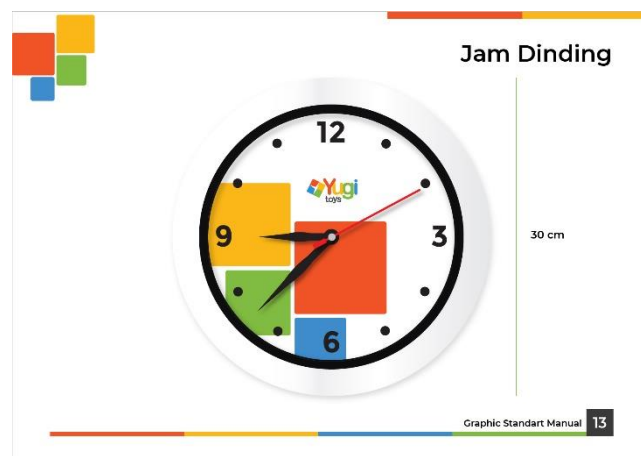 Jam Dinding
12
Yugi
toys
9
3
30 cm
6
Graphic Standart Manual 13